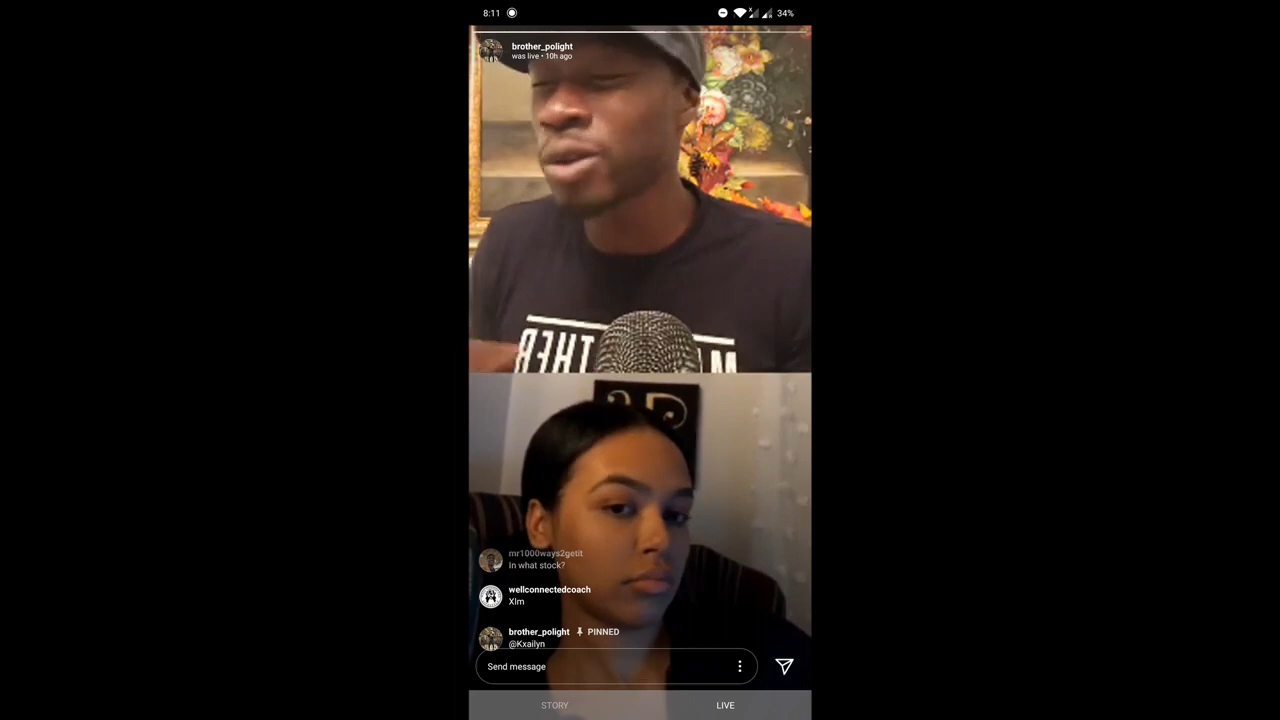 8:11
34%
brother_polight
was live • 10h ago
mr1000ways2getit
In what stock?
wellconnectedcoach
Xlm
brother_polight PINNED
@Kxailyn
Send message
STORY
LIVE